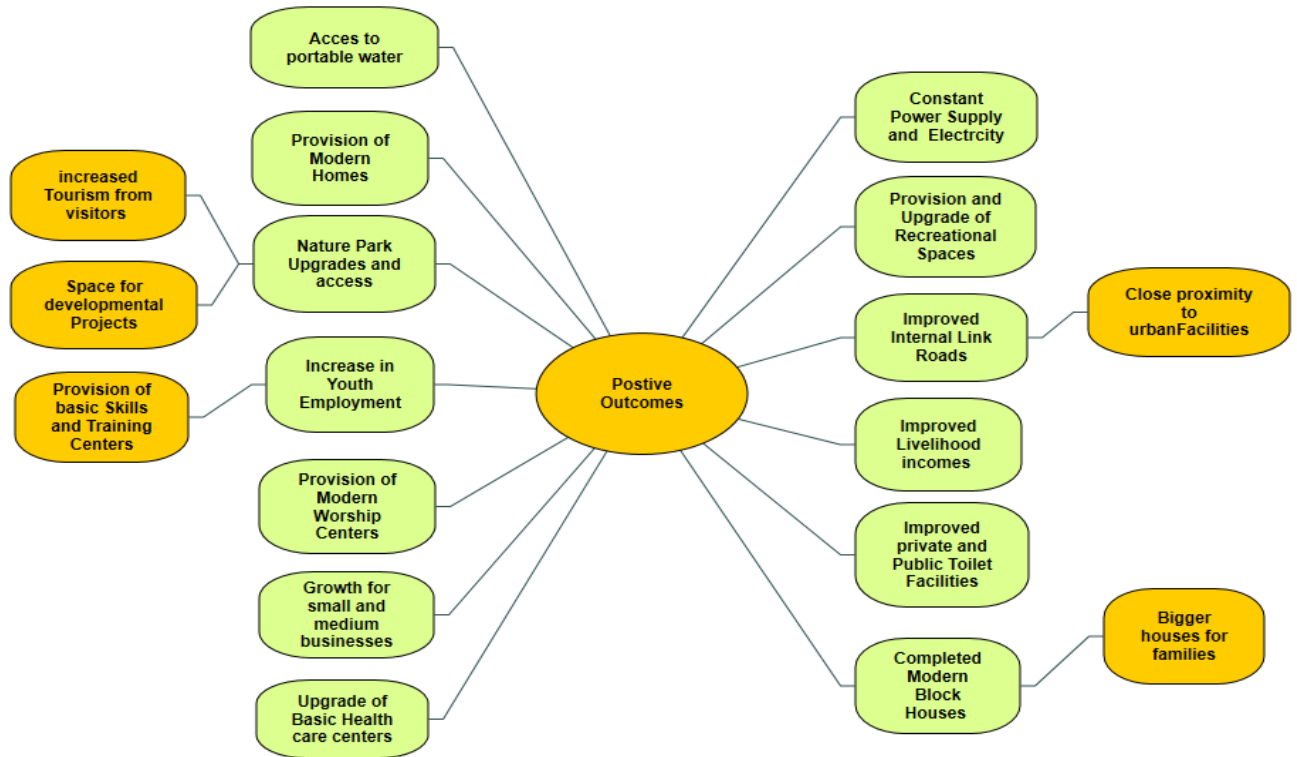 Acces to
portable water
Provision of
Modern
Homes
increased
Tourism from
visitors
Nature Park
Upgrades and
access
Space for
developmental
Projects
Increase in
Youth
Employment
Provision of
basic Skills
and Training
Centers
Provision of
Modern
Worship
Centers
Growth for
small and
medium
businesses
Upgrade of
Basic Health
care centers
Postive
Outcomes
Constant
Power Supply
and Electrcity
Provision and
Upgrade of
Recreational
Spaces
Improved
Internal Link
Roads
Close proximity
to
urbanFacilities
Improved
Livelihood
incomes
Improved
private and
Public Toilet
Facilities
Completed
Modern
Block
Houses
Bigger
houses for
families